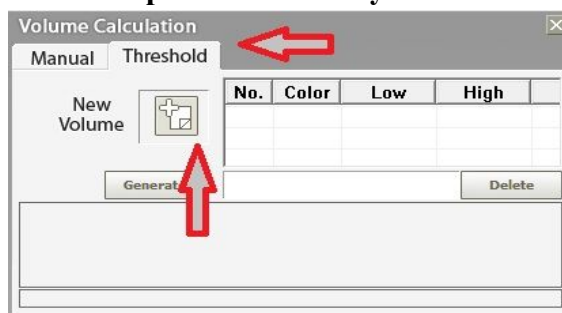 Volume Calculation
Manual Threshold
No. Color Low High
New
Volume
Delete